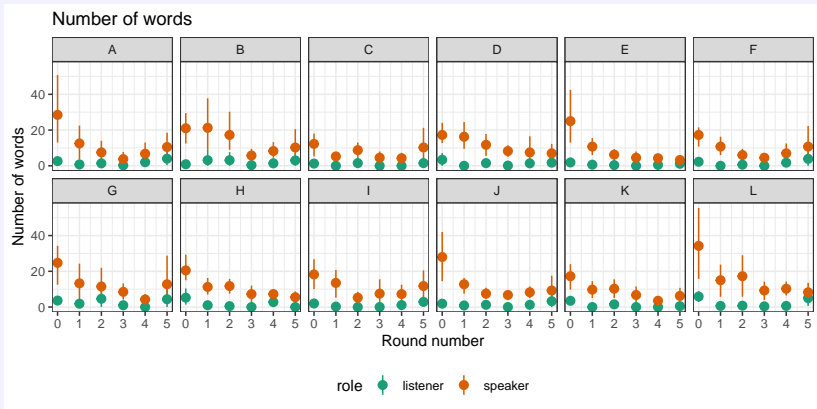 Number of words
A B C D E F
40
20
0
G H I J K L
40
20
0
0 1 2 3 4 5 0 1 2 3 4 5 0 1 2 3 4 5 0 1 2 3 4 5 0 1 2 3 4 5 0 1 2 3 4 5
Number of words
Round number
role listener speaker